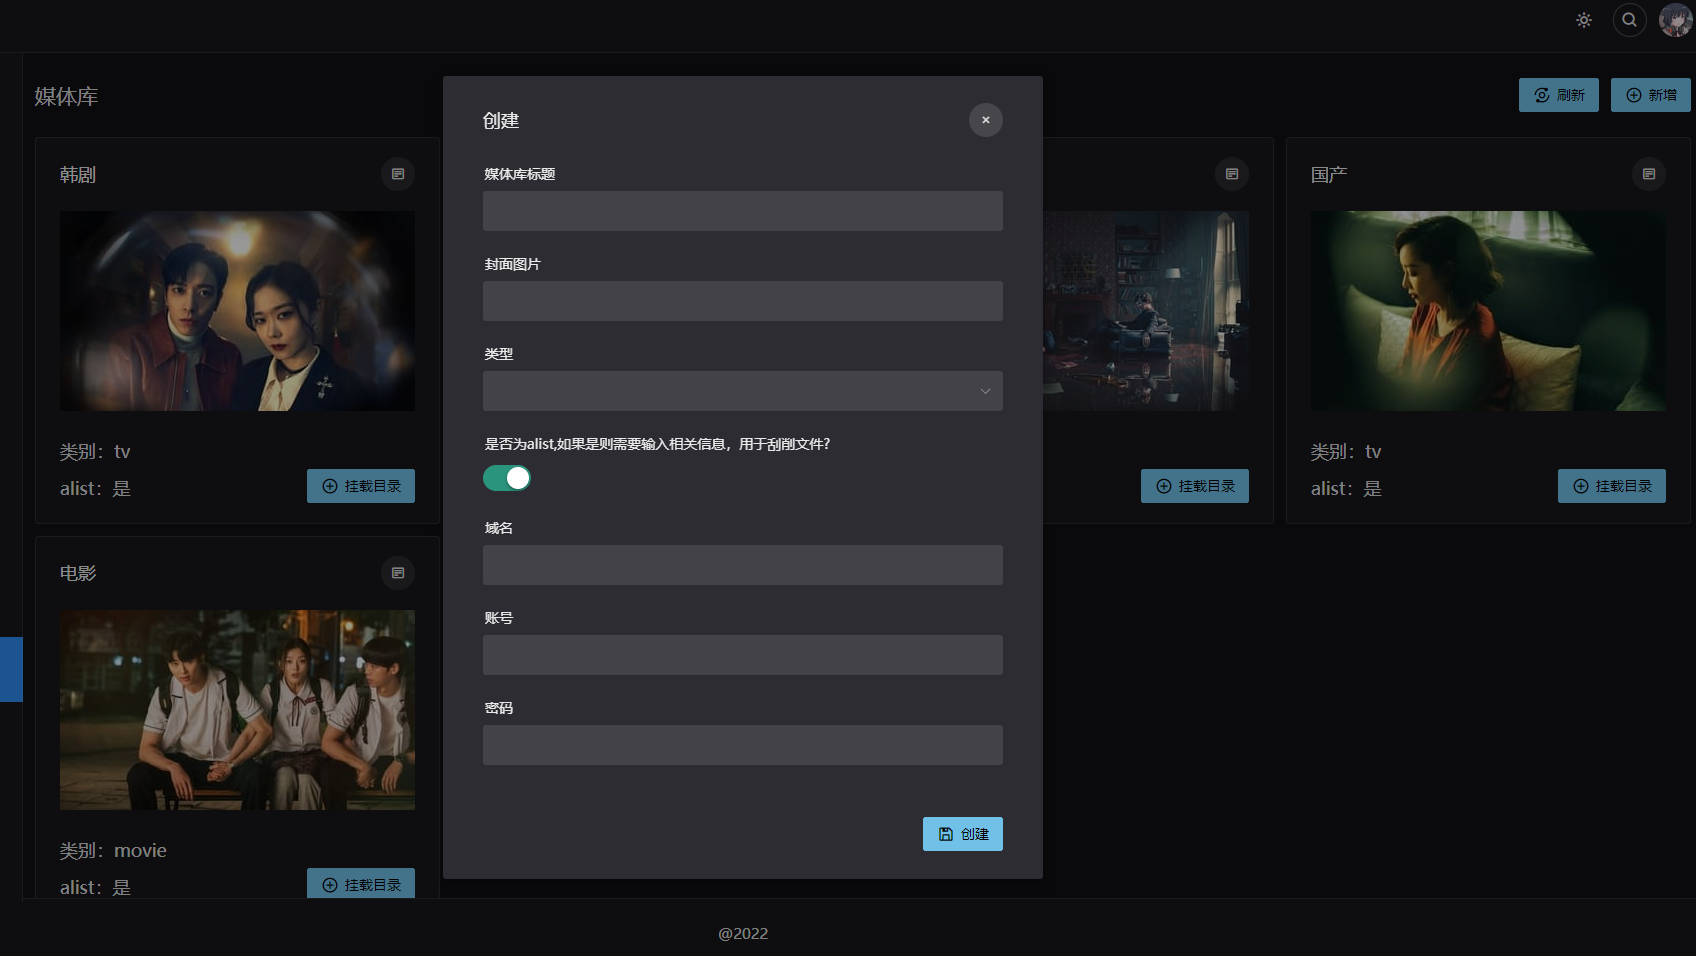 媒体库
刷新
新增
韩剧
类别：tv
alist：是
挂载目录
挂载目录
国产
类别：tv
alist：是
挂载目录
电影
类别：movie
alist：是
挂载目录
创建
媒体库标题
封面图片
类型
是否为alist,如果是则需要输入相关信息，用于刮削文件?
域名
账号
密码
创建
@2022